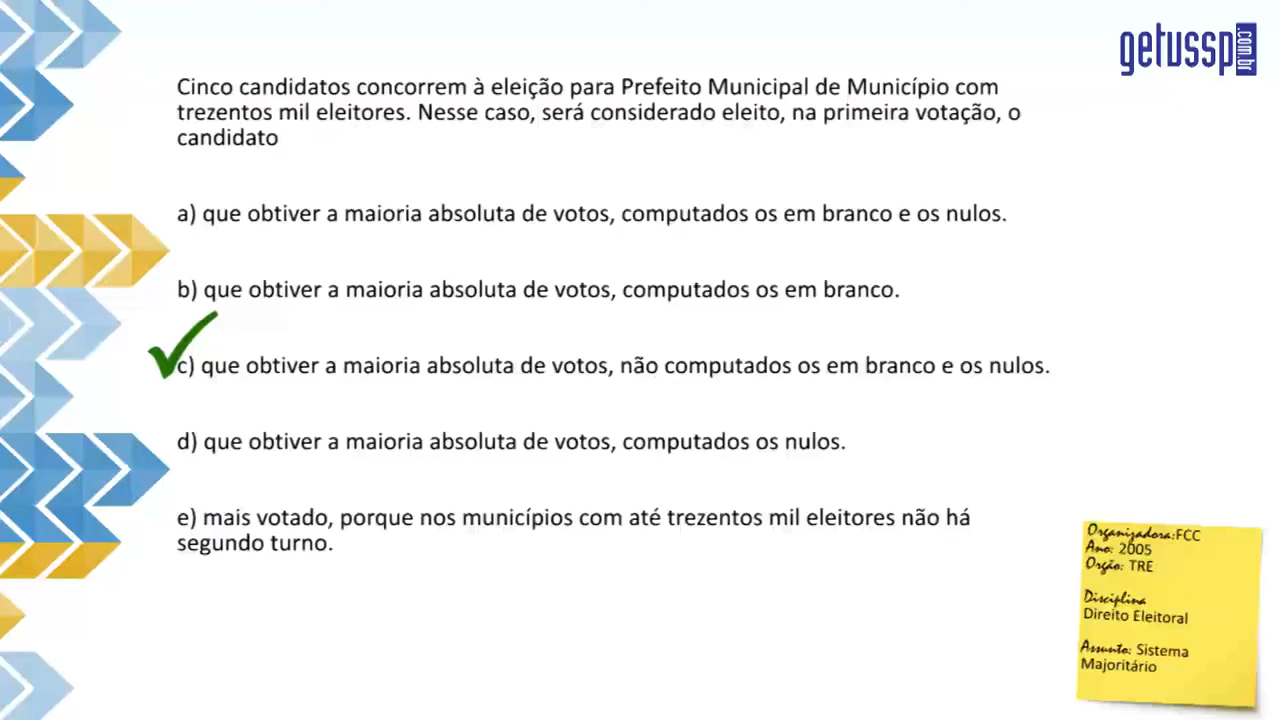 getussp.com.br
Cinco candidatos concorrem à eleição para Prefeito Municipal de Município com
trezentos mil eleitores. Nesse caso, será considerado eleito, na primeira votação, o
candidato
a) que obtiver a maioria absoluta de votos, computados os em branco e os nulos.
b) que obtiver a maioria absoluta de votos, computados os em branco.
c) que obtiver a maioria absoluta de votos, não computados os em branco e os nulos.
d) que obtiver a maioria absoluta de votos, computados os nulos.
e) mais votado, porque nos municípios com até trezentos mil eleitores não há
segundo turno.
Organizadora:FCC
Ano: 2005
Orgão: TRE
Disciplina
Direito Eleitoral
Assunto: Sistema
Majoritário